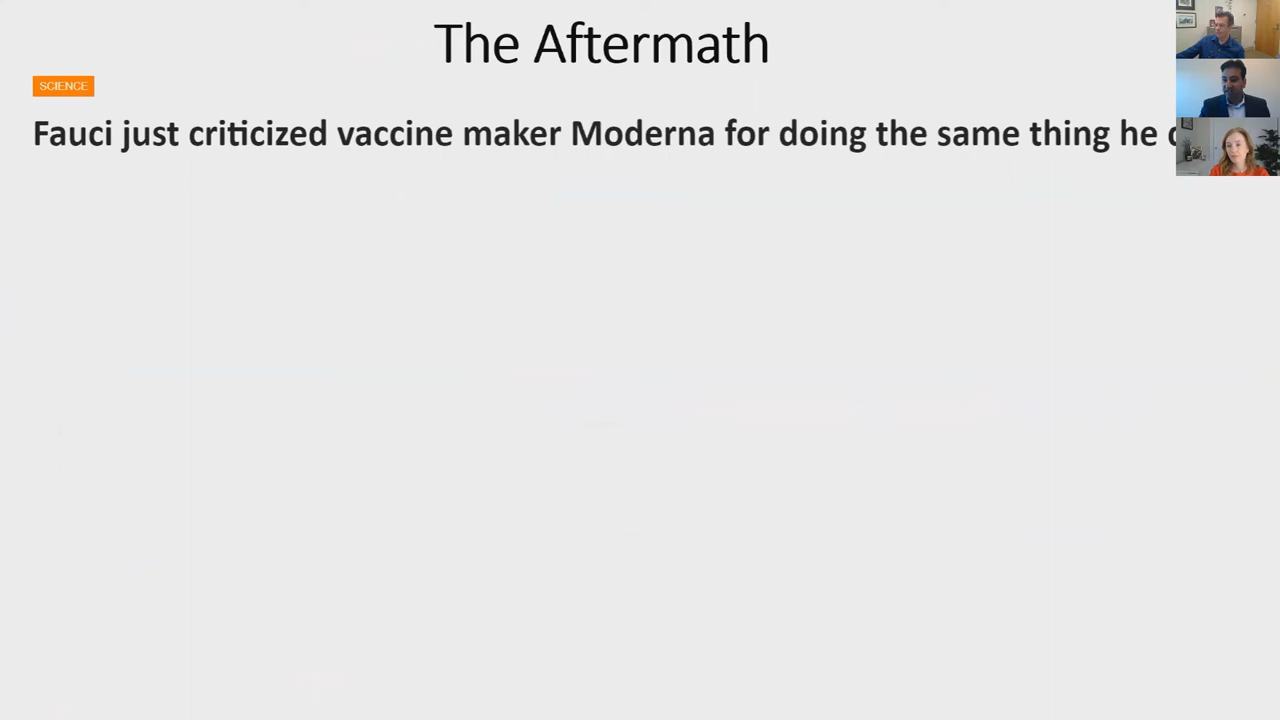 The Aftermath
SCIENCE
Fauci just criticized vaccine maker Moderna for doing the same thing he